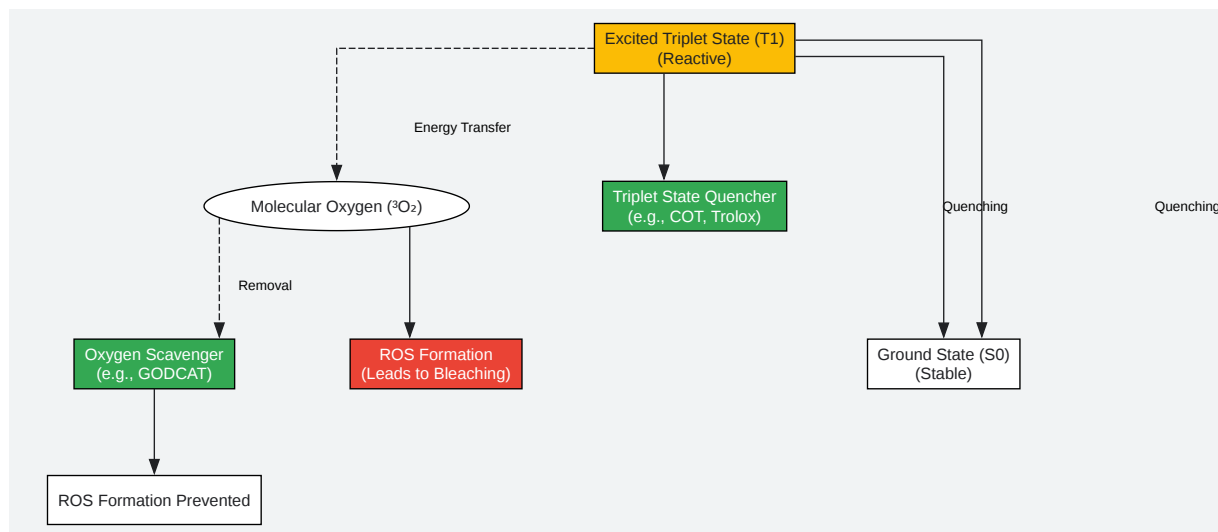 Excited Triplet State (T1)
(Reactive)
Energy Transfer
Molecular Oxygen (³O₂)
Triplet State Quencher
(e.g., COT, Trolox)
Quenching
Quenching
Removal
Oxygen Scavenger
(e.g., GODCAT)
ROS Formation
(Leads to Bleaching)
Ground State (S0)
(Stable)
ROS Formation Prevented